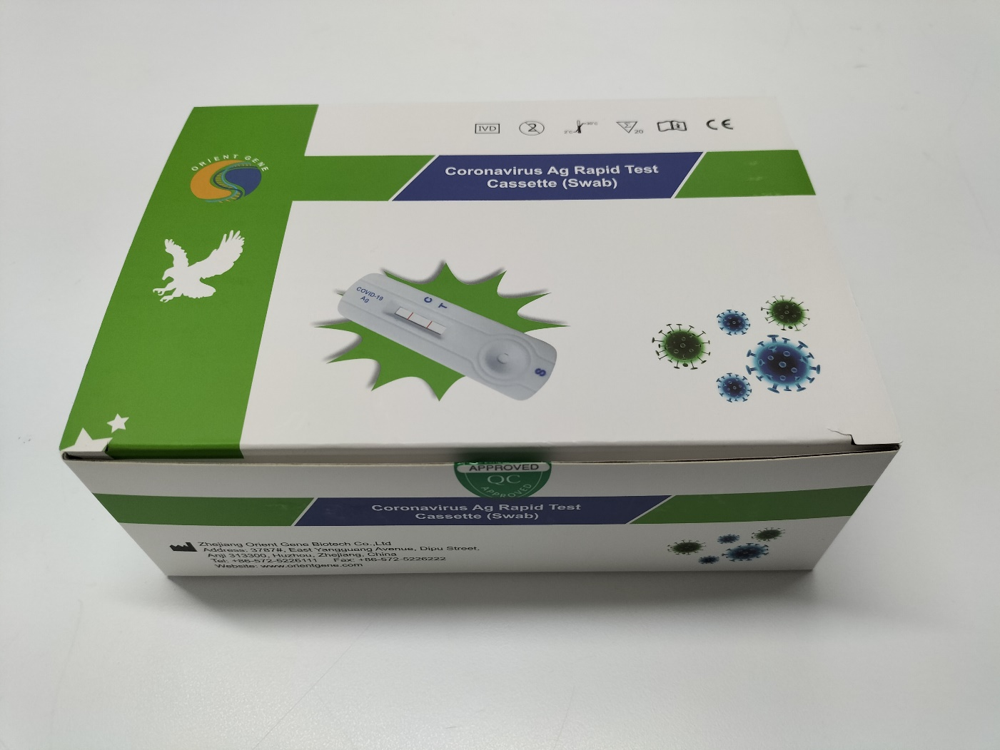 IVD
2
2°C
30°C
Σ
20
i
CE
ORIENT GENE
Coronavirus Ag Rapid Test
Cassette (Swab)
COVID-19
Ag
C
T
S
APPROVED
QC
APPROVED
Coronavirus Ag Rapid Test
Cassette (Swab)
Zhejiang Orient Gene Biotech Co.,Ltd
Address: 3787#, East Yangguang Avenue, Dipu Street,
Anji 313300, Huzhou, Zhejiang, China
Tel: +86-572-5226111 Fax: +86-572-5226222
Website: www.orientgene.com